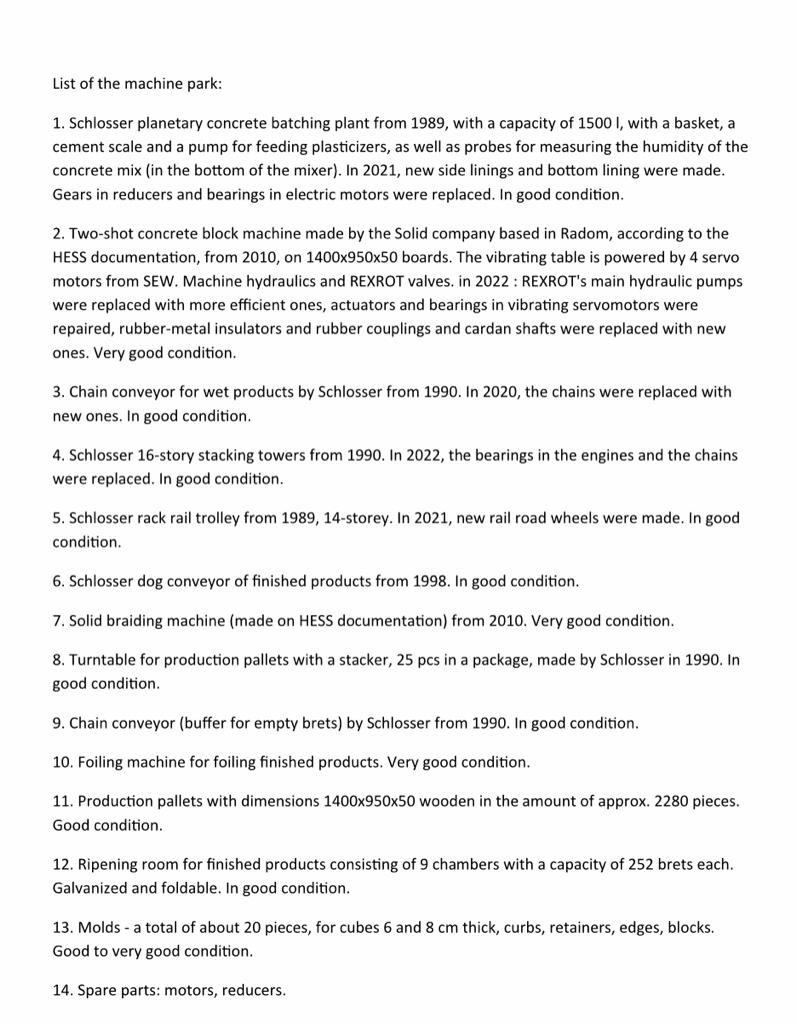 List of the machine park:
1. Schlosser planetary concrete batching plant from 1989, with a capacity of 1500 l, with a basket, a
cement scale and a pump for feeding plasticizers, as well as probes for measuring the humidity of the
concrete mix (in the bottom of the mixer). In 2021, new side linings and bottom lining were made.
Gears in reducers and bearings in electric motors were replaced. In good condition.
2. Two-shot concrete block machine made by the Solid company based in Radom, according to the
HESS documentation, from 2010, on 1400x950x50 boards. The vibrating table is powered by 4 servo
motors from SEW. Machine hydraulics and REXROT valves. in 2022 : REXROT's main hydraulic pumps
were replaced with more efficient ones, actuators and bearings in vibrating servomotors were
repaired, rubber-metal insulators and rubber couplings and cardan shafts were replaced with new
ones. Very good condition.
3. Chain conveyor for wet products by Schlosser from 1990. In 2020, the chains were replaced with
new ones. In good condition.
4. Schlosser 16-story stacking towers from 1990. In 2022, the bearings in the engines and the chains
were replaced. In good condition.
5. Schlosser rack rail trolley from 1989, 14-storey. In 2021, new rail road wheels were made. In good
condition.
6. Schlosser dog conveyor of finished products from 1998. In good condition.
7. Solid braiding machine (made on HESS documentation) from 2010. Very good condition.
8. Turntable for production pallets with a stacker, 25 pcs in a package, made by Schlosser in 1990. In
good condition.
9. Chain conveyor (buffer for empty brets) by Schlosser from 1990. In good condition.
10. Foiling machine for foiling finished products. Very good condition.
11. Production pallets with dimensions 1400x950x50 wooden in the amount of approx. 2280 pieces.
Good condition.
12. Ripening room for finished products consisting of 9 chambers with a capacity of 252 brets each.
Galvanized and foldable. In good condition.
13. Molds - a total of about 20 pieces, for cubes 6 and 8 cm thick, curbs, retainers, edges, blocks.
Good to very good condition.
14. Spare parts: motors, reducers.